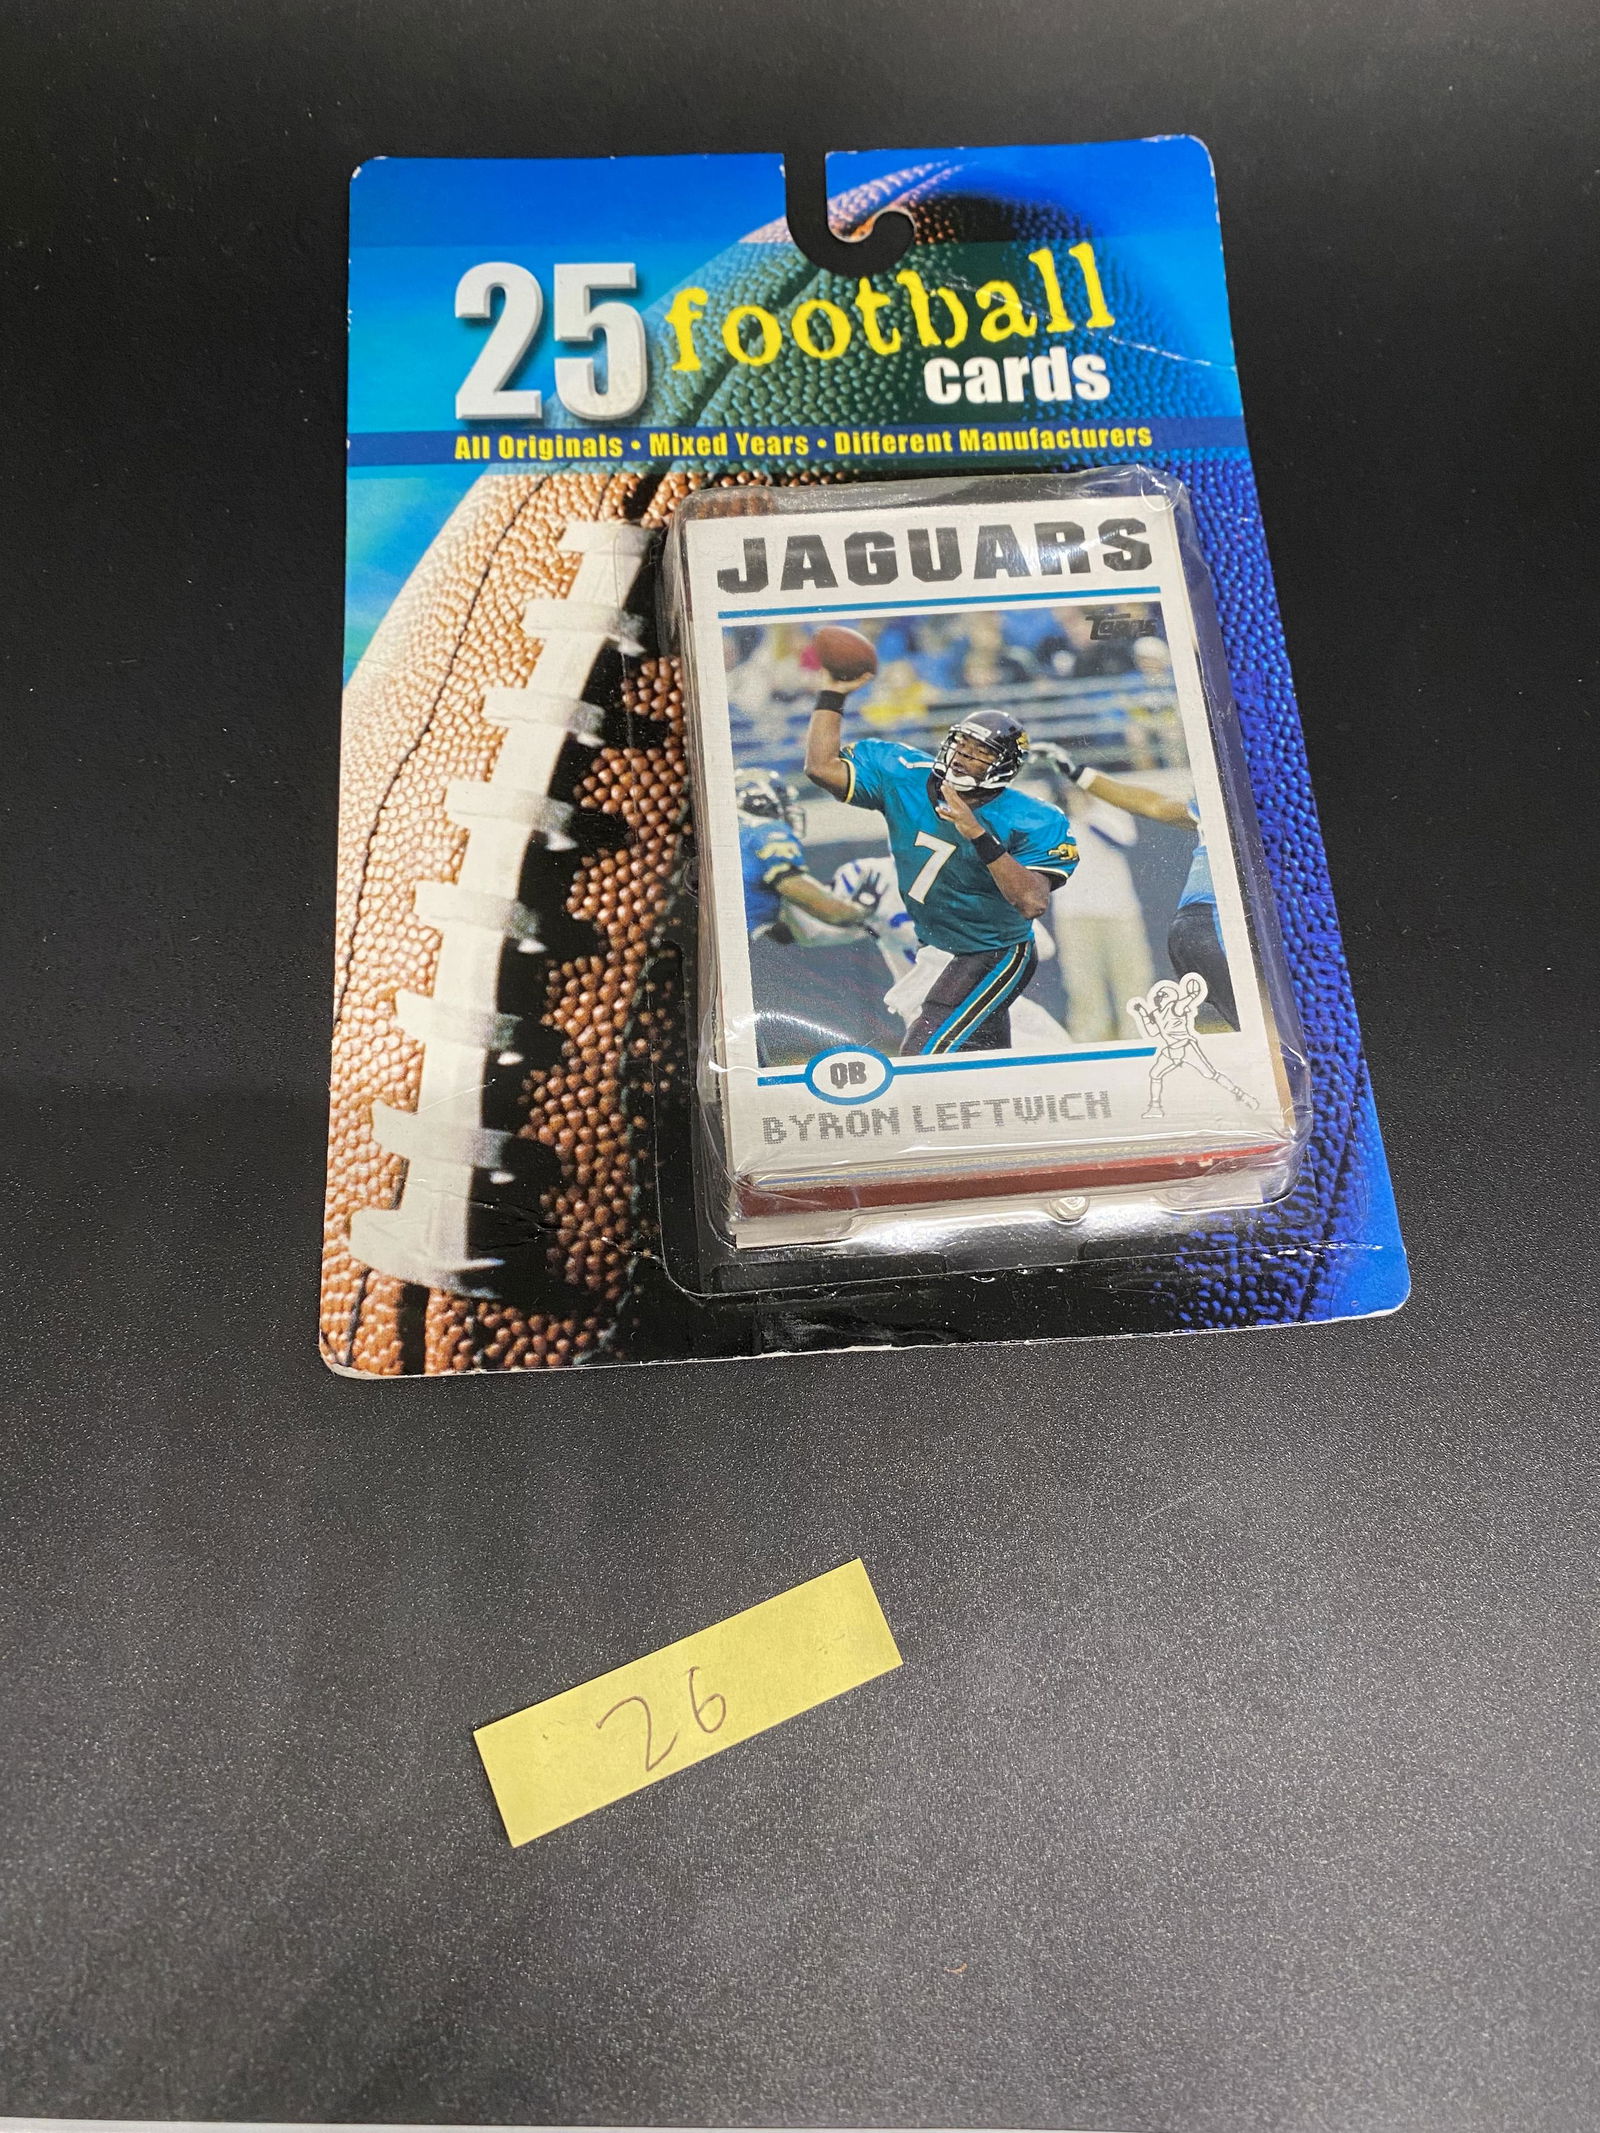 25 football
cards
All Originals • Mixed Years • Different Manufacturers
JAGUARS
Topps
7
QB
BYRON LEFTWICH
26